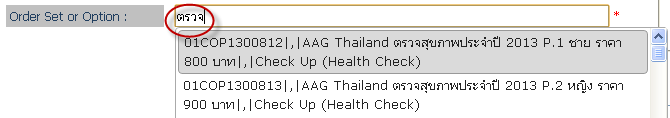 Order Set or Option : ตรวจ *
01COP1300812|,|AAG Thailand ตรวจสุขภาพประจำปี 2013 P.1 ชาย ราคา
800 บาท|,|Check Up (Health Check)
01COP1300813|,|AAG Thailand ตรวจสุขภาพประจำปี 2013 P.2 หญิง ราคา
900 บาท|,|Check Up (Health Check)